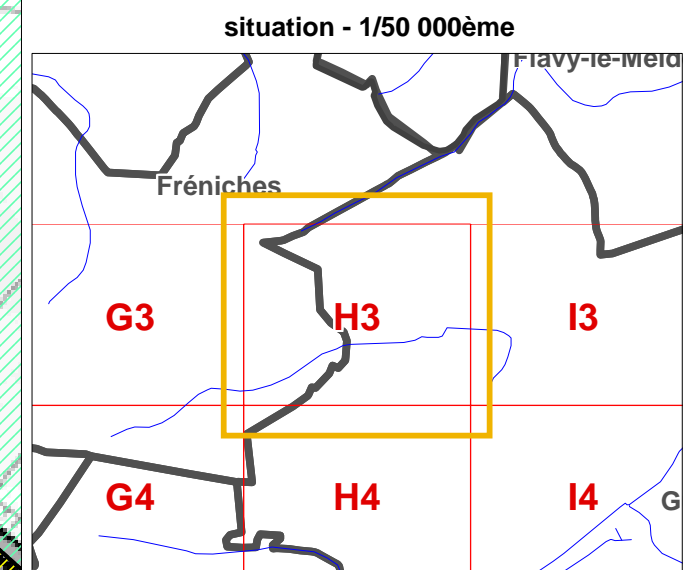 situation - 1/50 000ème
Flavy-le-Meld
Fréniches
G3 H3 I3
G4 H4 I4 G